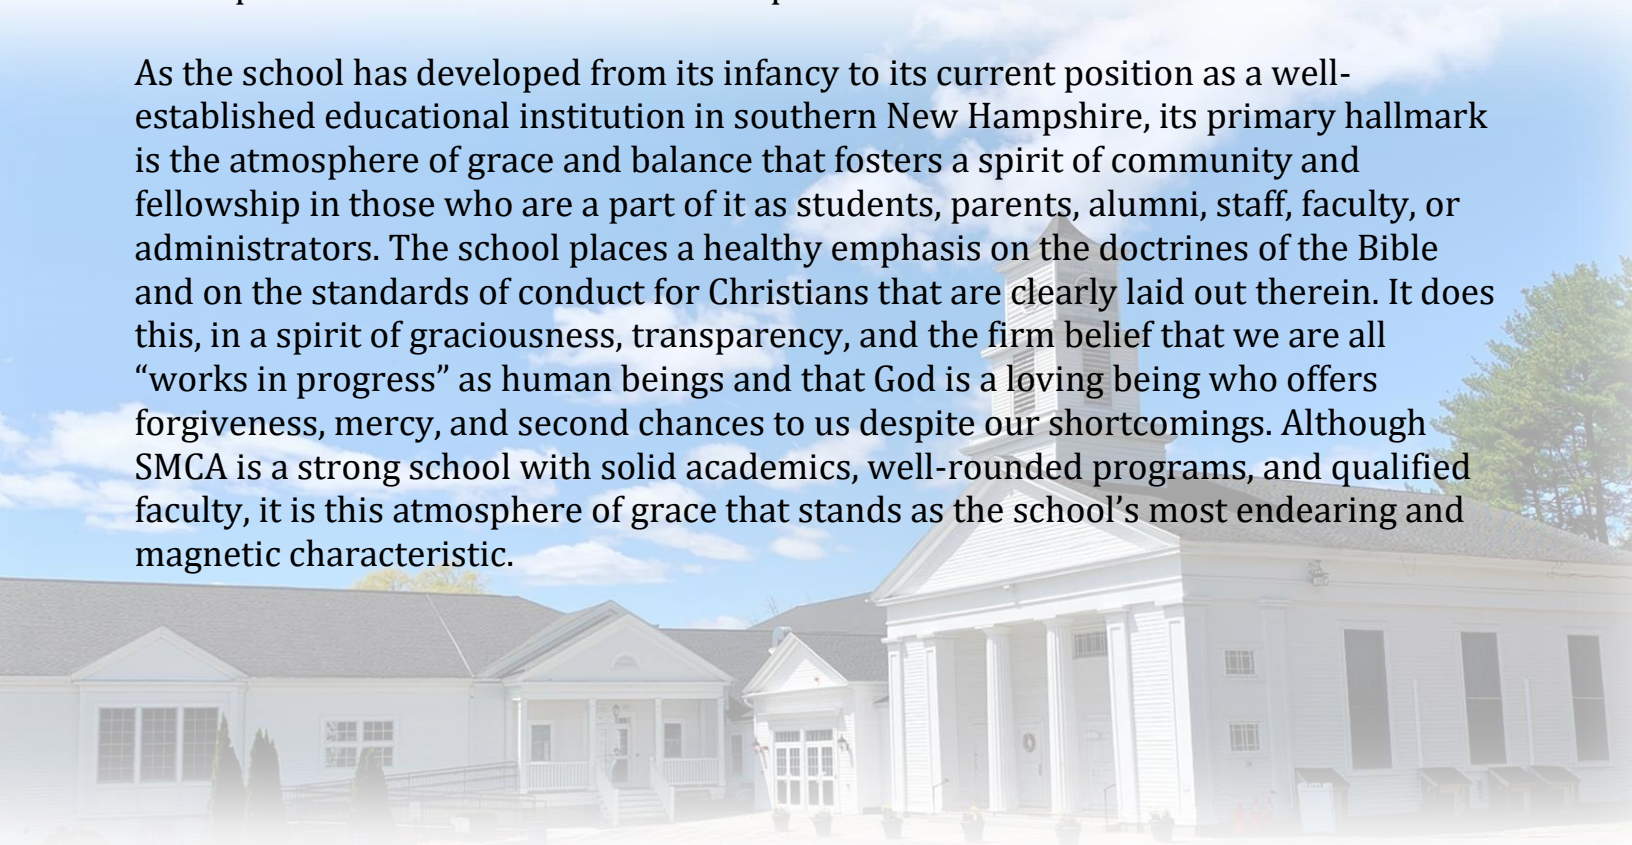 As the school has developed from its infancy to its current position as a well-
established educational institution in southern New Hampshire, its primary hallmark
is the atmosphere of grace and balance that fosters a spirit of community and
fellowship in those who are a part of it as students, parents, alumni, staff, faculty, or
administrators. The school places a healthy emphasis on the doctrines of the Bible
and on the standards of conduct for Christians that are clearly laid out therein. It does
this, in a spirit of graciousness, transparency, and the firm belief that we are all
“works in progress” as human beings and that God is a loving being who offers
forgiveness, mercy, and second chances to us despite our shortcomings. Although
SMCA is a strong school with solid academics, well-rounded programs, and qualified
faculty, it is this atmosphere of grace that stands as the school’s most endearing and
magnetic characteristic.